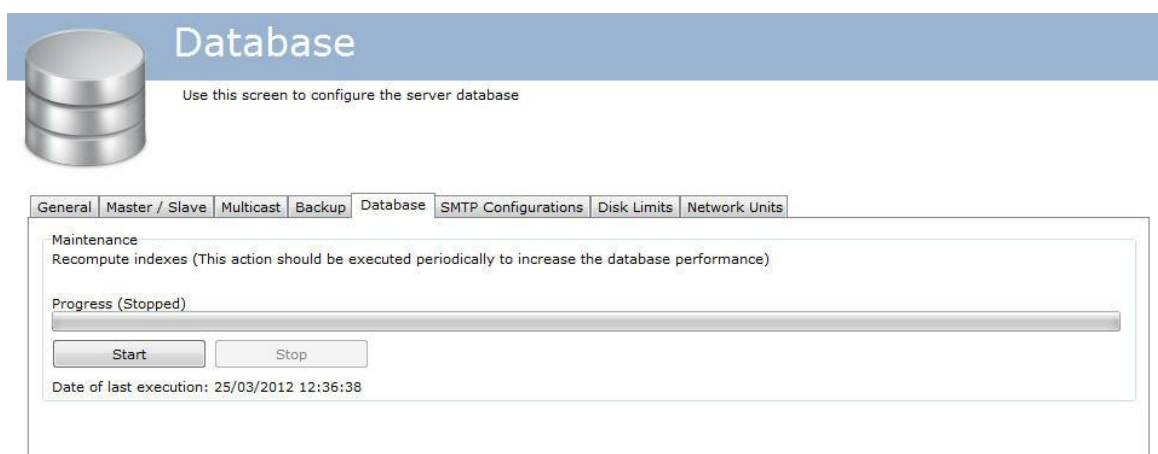 Database
Use this screen to configure the server database
General Master / Slave Multicast Backup Database SMTP Configurations Disk Limits Network Units
Maintenance
Recompute indexes (This action should be executed periodically to increase the database performance)
Progress (Stopped)
Start Stop
Date of last execution: 25/03/2012 12:36:38